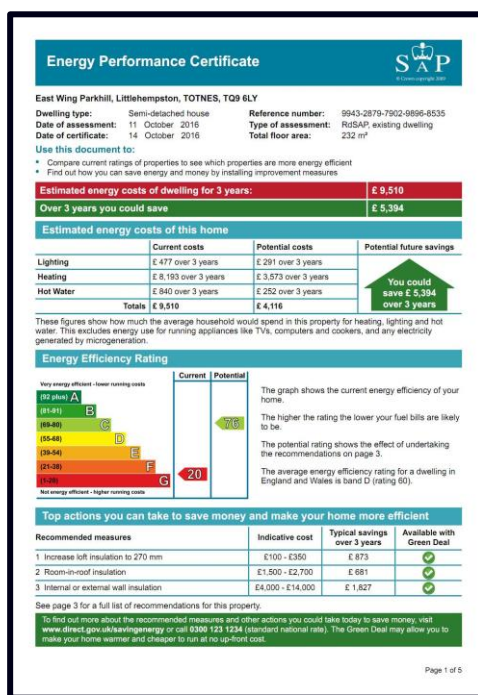 Energy Performance Certificate
SAP
© Crown copyright 2009
East Wing Parkhill, Littlehempston, TOTNES, TQ9 6LY
Dwelling type: Semi-detached house Reference number: 9943-2879-7902-9896-8535
Date of assessment: 11 October 2016 Type of assessment: RdSAP, existing dwelling
Date of certificate: 14 October 2016 Total floor area: 232 m²
Use this document to:
• Compare current ratings of properties to see which properties are more energy efficient
• Find out how you can save energy and money by installing improvement measures
Estimated energy costs of dwelling for 3 years: £ 9,510
Over 3 years you could save £ 5,394
Estimated energy costs of this home
Current costs Potential costs Potential future savings
Lighting £ 477 over 3 years £ 291 over 3 years
Heating £ 8,193 over 3 years £ 3,573 over 3 years
Hot Water £ 840 over 3 years £ 252 over 3 years
Totals £ 9,510 £ 4,116
You could
save £ 5,394
over 3 years
These figures show how much the average household would spend in this property for heating, lighting and hot
water. This excludes energy use for running appliances like TVs, computers and cookers, and any electricity
generated by microgeneration.
Energy Efficiency Rating
Current Potential
Very energy efficient - lower running costs
(92 plus) A
(81-91) B
(69-80) C
(55-68) D
(39-54) E
(21-38) F
(1-20) G
Not energy efficient - higher running costs
76
20
The graph shows the current energy efficiency of your
home.
The higher the rating the lower your fuel bills are likely
to be.
The potential rating shows the effect of undertaking
the recommendations on page 3.
The average energy efficiency rating for a dwelling in
England and Wales is band D (rating 60).
Top actions you can take to save money and make your home more efficient
Recommended measures Indicative cost Typical savings over 3 years Available with Green Deal
1 Increase loft insulation to 270 mm £100 - £350 £ 873
2 Room-in-roof insulation £1,500 - £2,700 £ 681
3 Internal or external wall insulation £4,000 - £14,000 £ 1,827
See page 3 for a full list of recommendations for this property.
To find out more about the recommended measures and other actions you could take today to save money, visit
www.direct.gov.uk/savingenergy or call 0300 123 1234 (standard national rate). The Green Deal may allow you to
make your home warmer and cheaper to run at no up-front cost.
Page 1 of 5